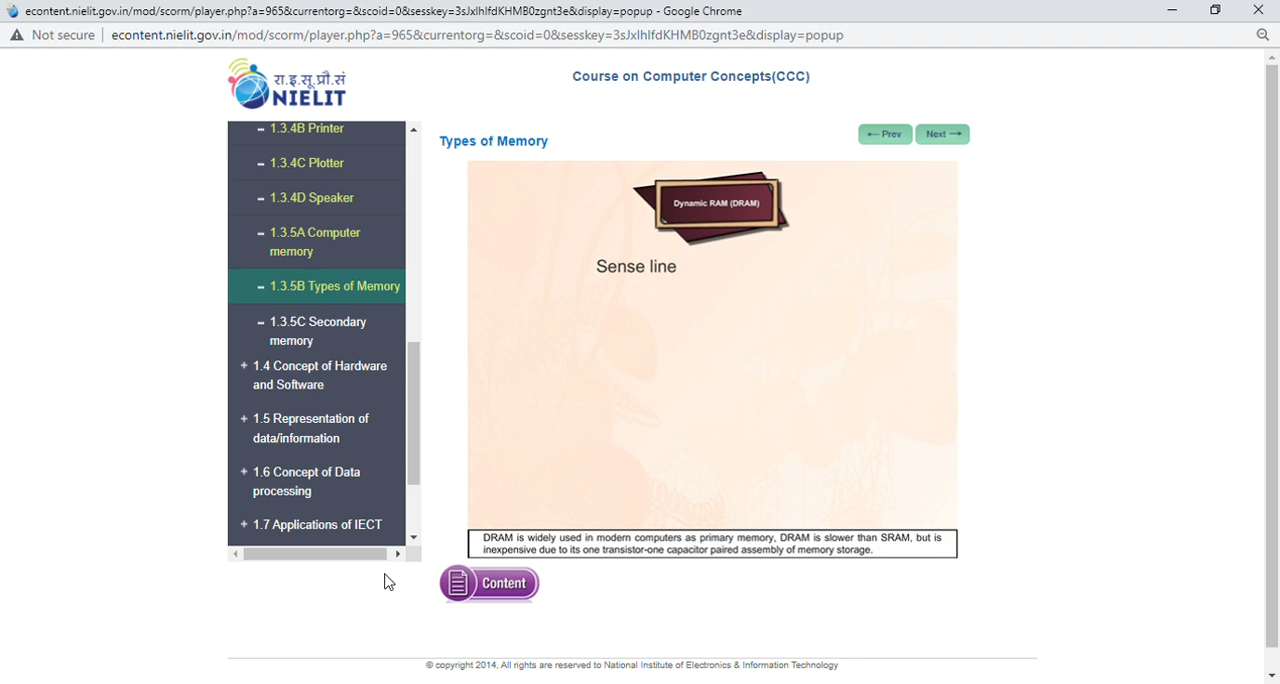 econtent.nielit.gov.in/mod/scorm/player.php?a=965&currentorg=&scoid=0&sesskey=3sJxlhlfdKHMB0zgnt3e&display=popup - Google Chrome
Not secure | econtent.nielit.gov.in/mod/scorm/player.php?a=965&currentorg=&scoid=0&sesskey=3sJxlhlfdKHMB0zgnt3e&display=popup
रा.इ.सू.प्रौ.सं
NIELIT
Course on Computer Concepts(CCC)
1.3.4B Printer
1.3.4C Plotter
1.3.4D Speaker
1.3.5A Computer
memory
1.3.5B Types of Memory
1.3.5C Secondary
memory
+ 1.4 Concept of Hardware
and Software
+ 1.5 Representation of
data/information
+ 1.6 Concept of Data
processing
+ 1.7 Applications of IECT
Types of Memory
← Prev
Next →
Dynamic RAM (DRAM)
Sense line
DRAM is widely used in modern computers as primary memory, DRAM is slower than SRAM, but is
inexpensive due to its one transistor-one capacitor paired assembly of memory storage.
Content
© copyright 2014, All rights are reserved to National Institute of Electronics & Information Technology